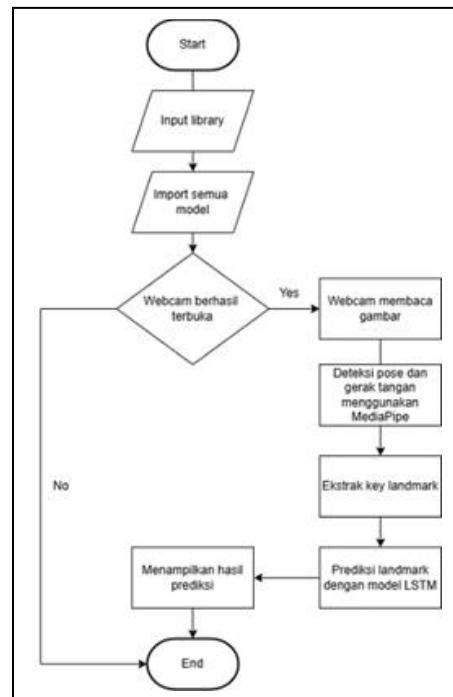 Start
Input library
Import semua
model
Webcam berhasil
terbuka
Yes
Webcam membaca
gambar
Deteksi pose dan
gerak tangan
menggunakan
MediaPipe
No
Ekstrak key landmark
Menampilkan hasil
prediksi
Prediksi landmark
dengan model LSTM
End